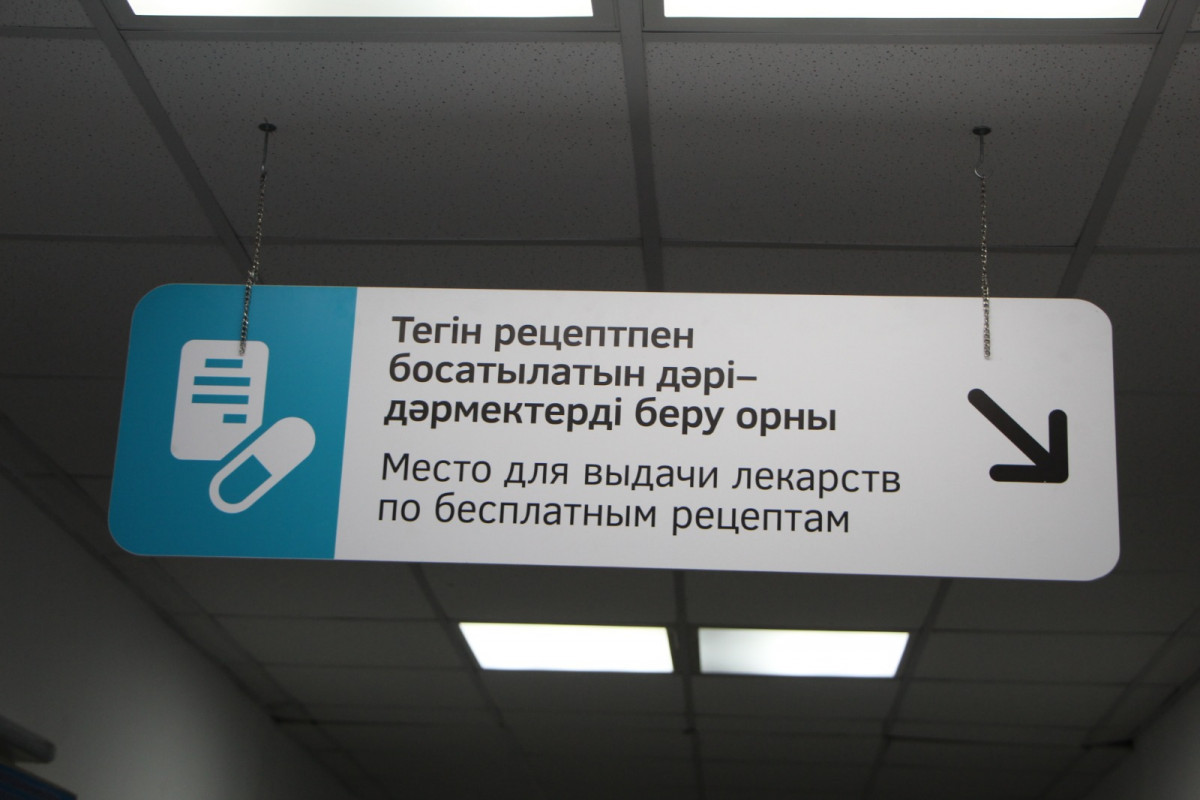 Тегін рецептпен
босатылатын дәрі–
дәрмектерді беру орны
Место для выдачи лекарств
по бесплатным рецептам